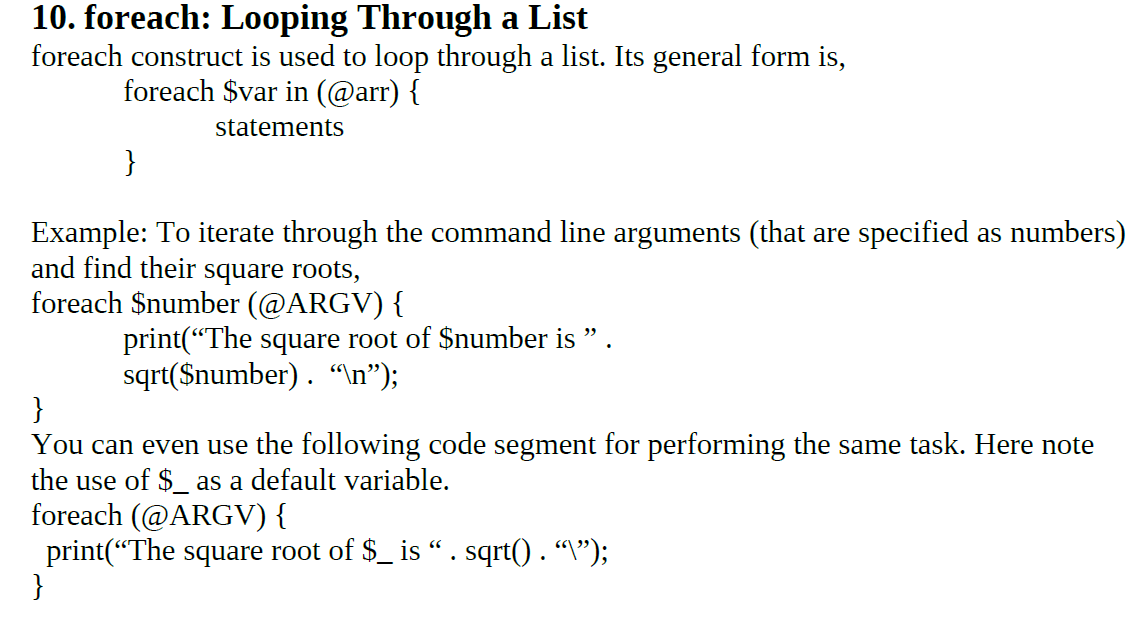 10. foreach: Looping Through a List
foreach construct is used to loop through a list. Its general form is,
foreach $var in (@arr) {
statements
}
Example: To iterate through the command line arguments (that are specified as numbers)
and find their square roots,
foreach $number (@ARGV) {
print(“The square root of $number is ” .
sqrt($number) .  “\n”);
}
You can even use the following code segment for performing the same task. Here note
the use of $_ as a default variable.
foreach (@ARGV) {
print(“The square root of $_ is “ . sqrt() . “\”);
}